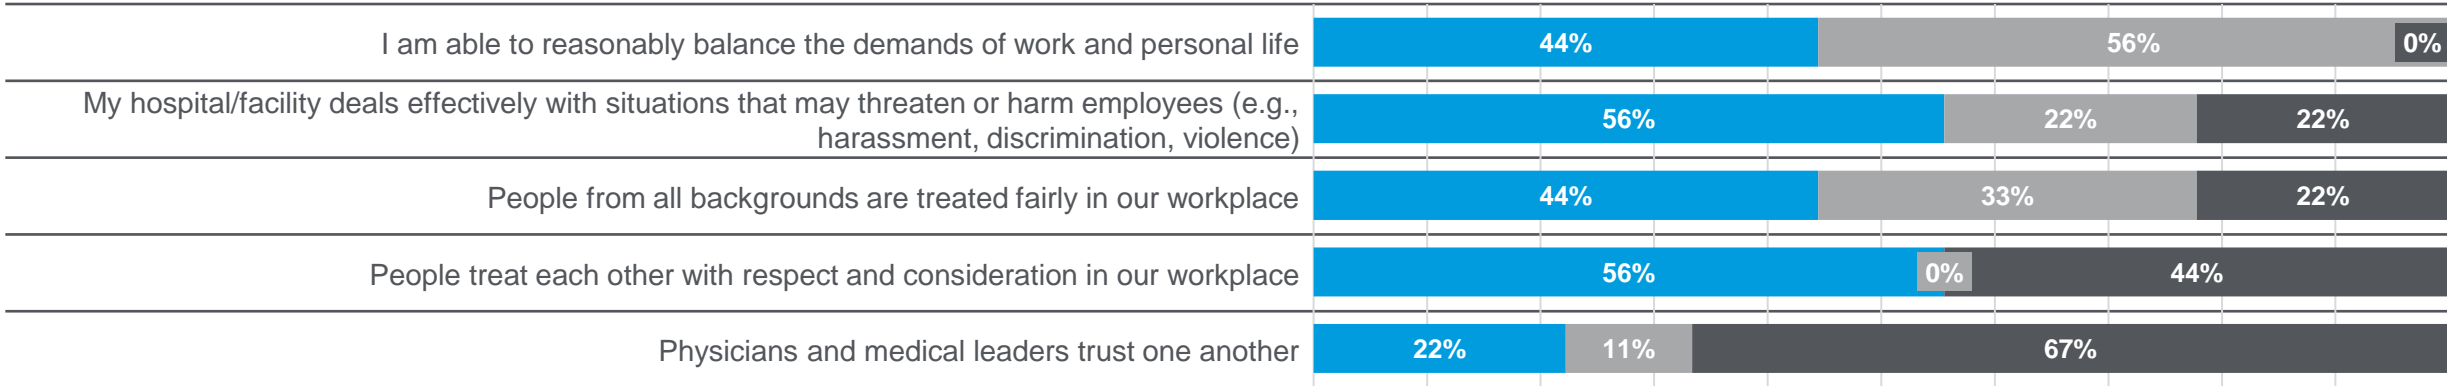 I am able to reasonably balance the demands of work and personal life
44%
56%
0%
My hospital/facility deals effectively with situations that may threaten or harm employees (e.g.,
harassment, discrimination, violence)
56%
22%
22%
People from all backgrounds are treated fairly in our workplace
44%
33%
22%
People treat each other with respect and consideration in our workplace
56%
0%
44%
Physicians and medical leaders trust one another
22%
11%
67%